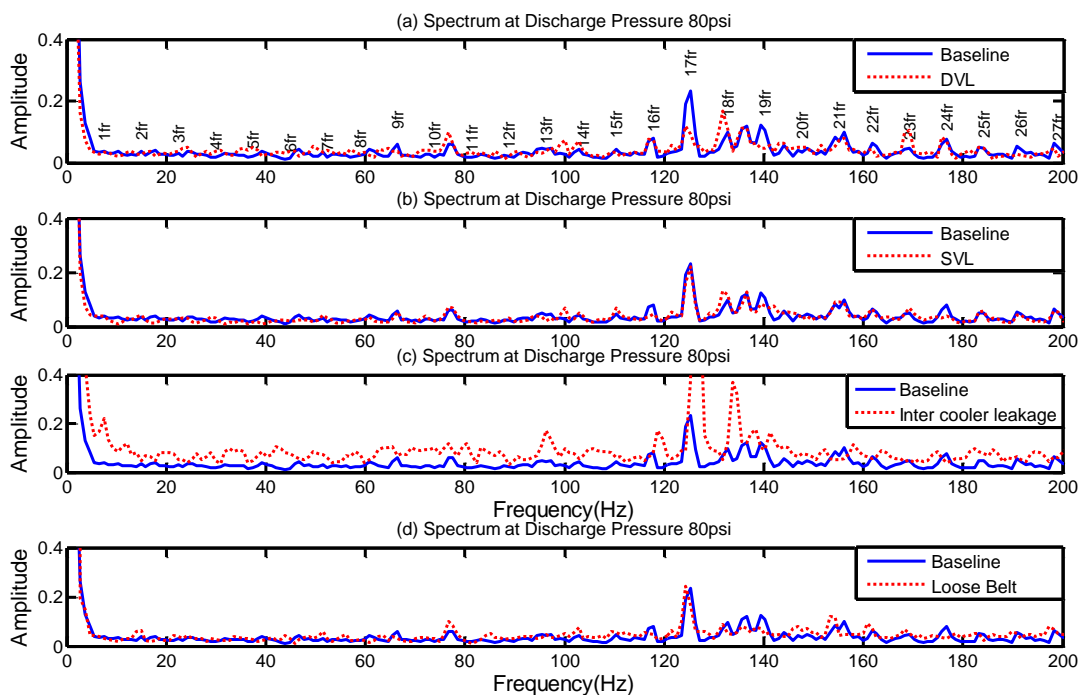 (a) Spectrum at Discharge Pressure 80psi
Amplitude
0.4
0.2
0
Baseline
DVL
1fr
2fr
3fr
4fr
5fr
6fr
7fr
8fr
9fr
10fr
11fr
12fr
13fr
14fr
15fr
16fr
17fr
18fr
19fr
20fr
21fr
22fr
23fr
24fr
25fr
26fr
27fr
0 20 40 60 80 100 120 140 160 180 200
(b) Spectrum at Discharge Pressure 80psi
Amplitude
0.4
0.2
0
Baseline
SVL
0 20 40 60 80 100 120 140 160 180 200
(c) Spectrum at Discharge Pressure 80psi
Amplitude
0.4
0.2
0
Baseline
Inter cooler leakage
0 20 40 60 80 100 120 140 160 180 200
Frequency(Hz)
(d) Spectrum at Discharge Pressure 80psi
Amplitude
0.4
0.2
0
Baseline
Loose Belt
0 20 40 60 80 100 120 140 160 180 200
Frequency(Hz)